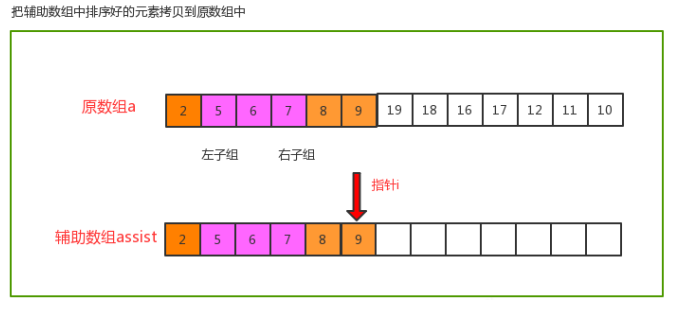 把辅助数组中排序好的元素拷贝到原数组中
原数组a 2 5 6 7 8 9 19 18 16 17 12 11 10
左子组 右子组
指针i
辅助数组assist 2 5 6 7 8 9